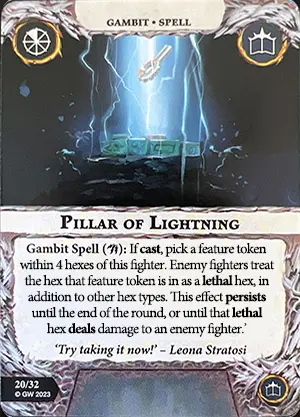 GAMBIT • SPELL
PILLAR OF LIGHTNING
Gambit Spell ( ): If cast, pick a feature token
within 4 hexes of this fighter. Enemy fighters treat
the hex that feature token is in as a lethal hex, in
addition to other hex types. This effect persists
until the end of the round, or until that lethal
hex deals damage to an enemy fighter.’
‘Try taking it now!’ – Leona Stratosi
20/32
© GW 2023